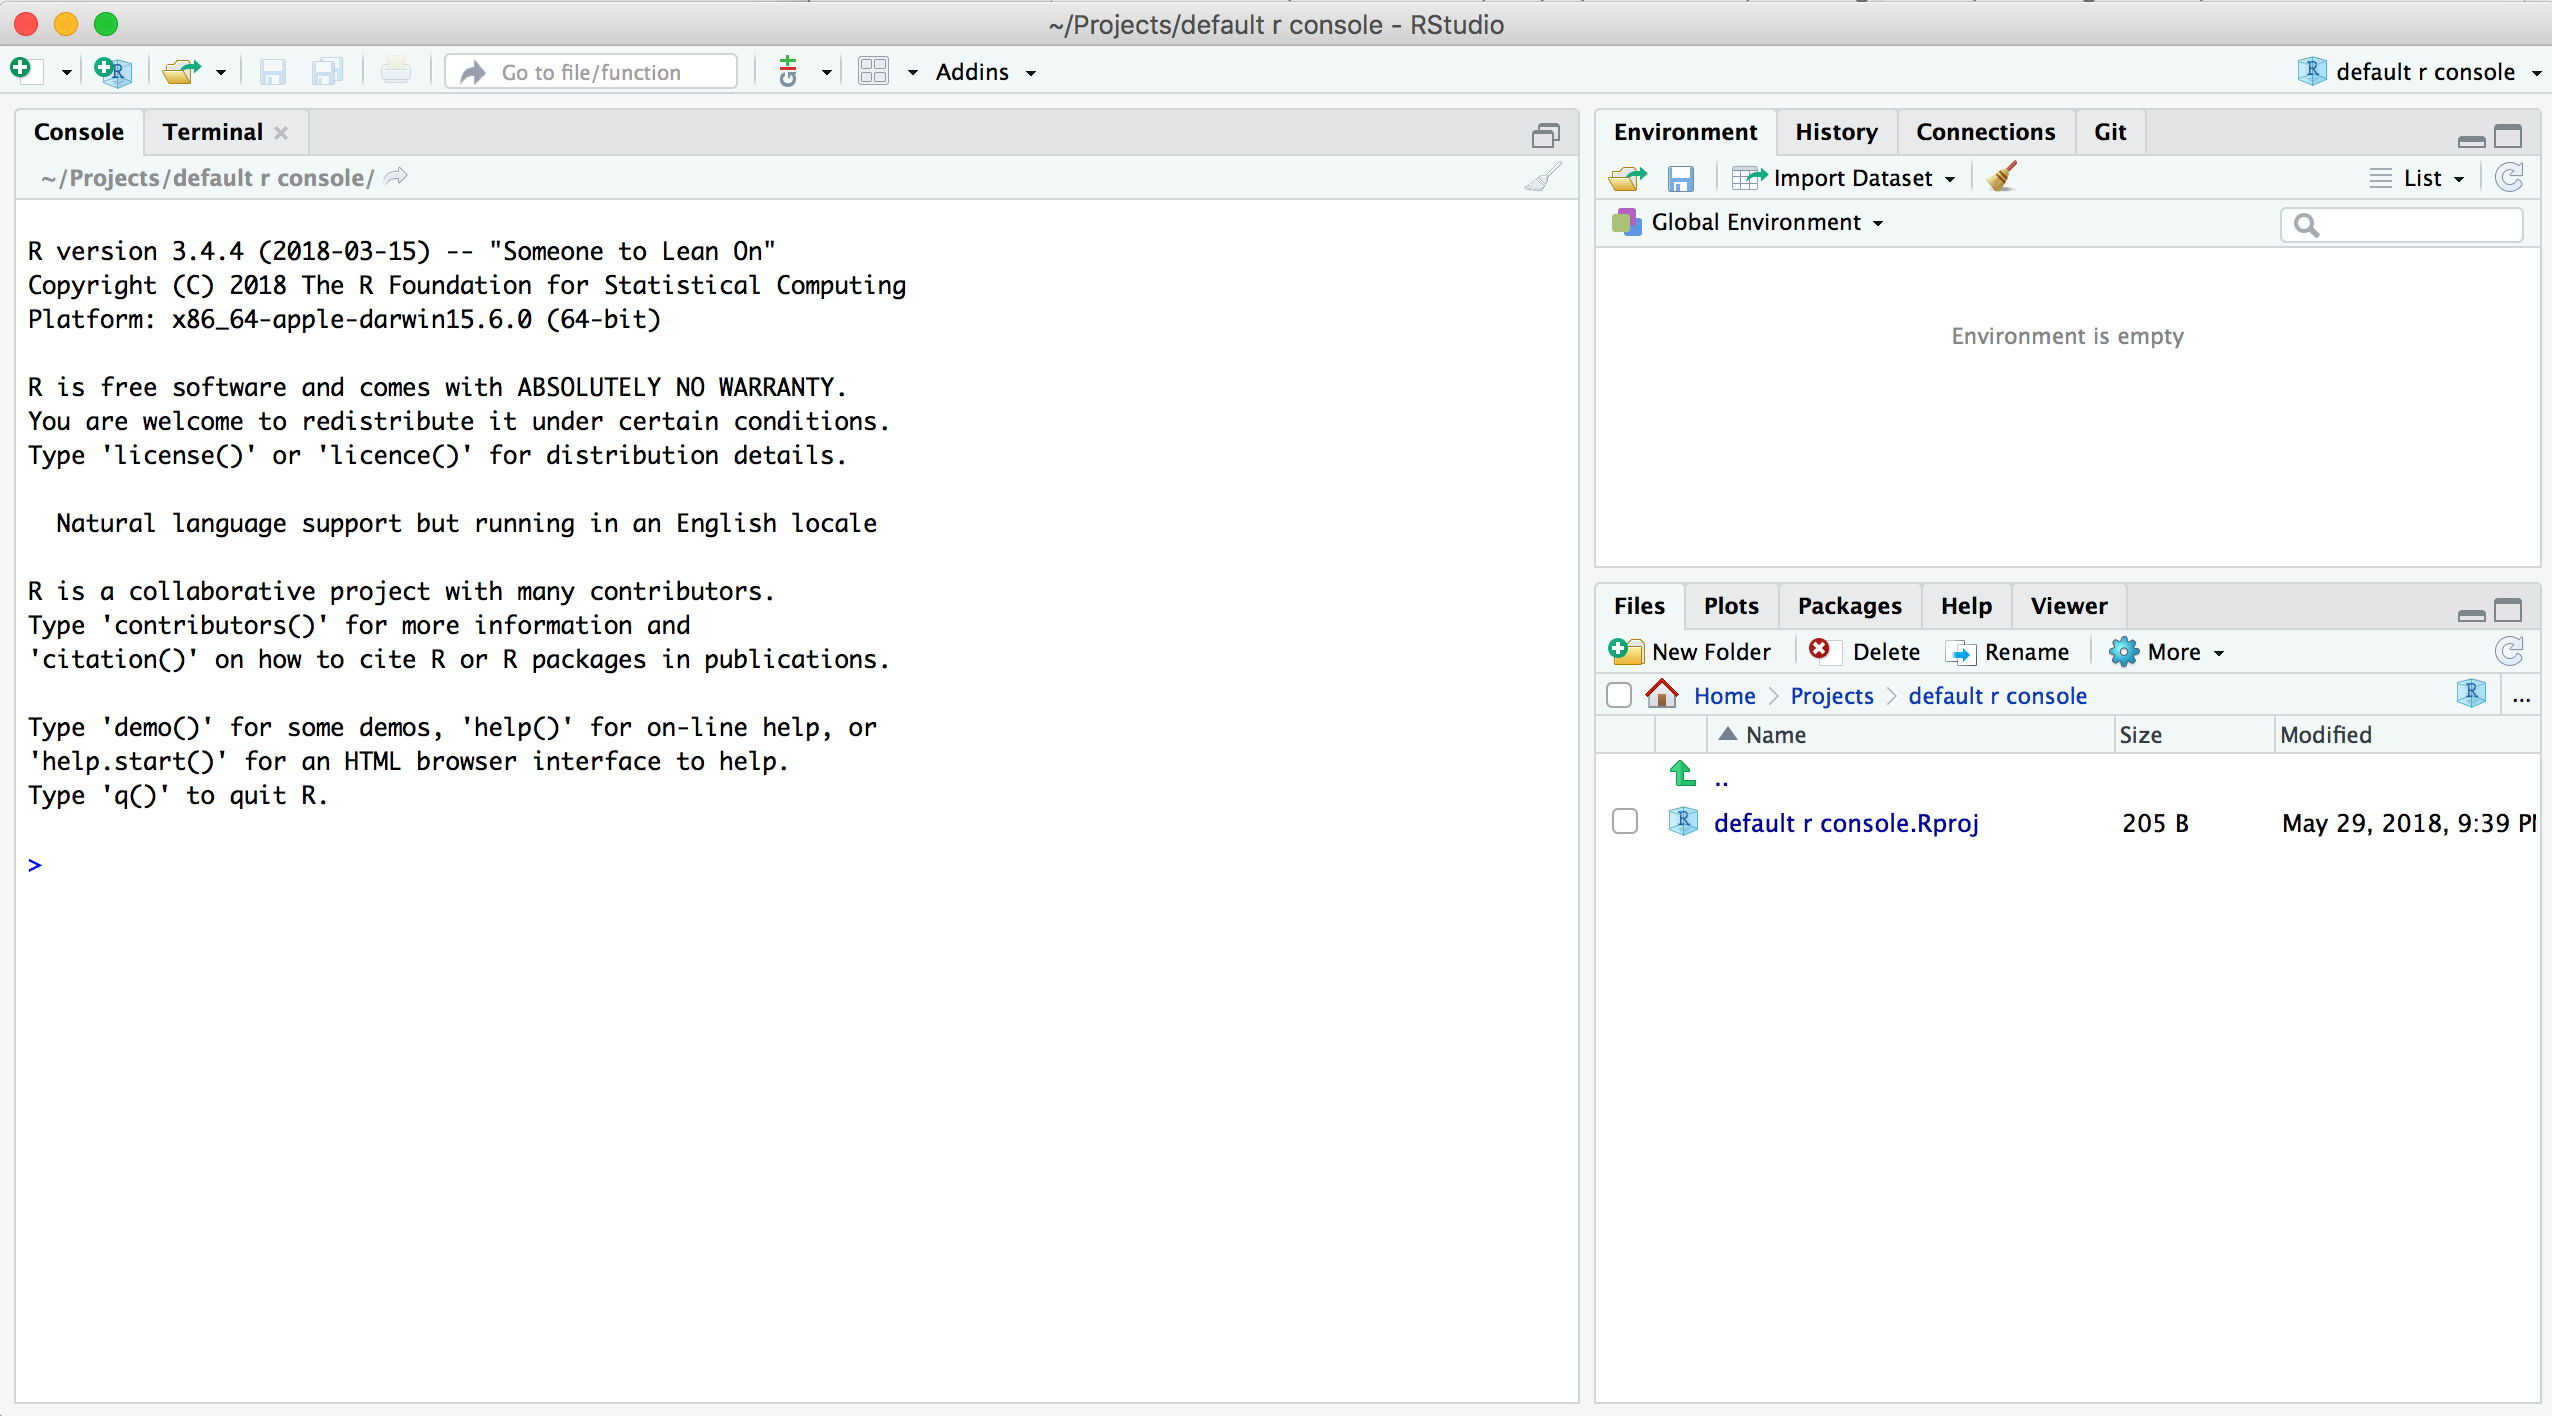 ~/Projects/default r console - RStudio
Go to file/function
Addins
default r console
Console
Terminal
~/Projects/default r console/
R version 3.4.4 (2018-03-15) -- "Someone to Lean On"
Copyright (C) 2018 The R Foundation for Statistical Computing
Platform: x86_64-apple-darwin15.6.0 (64-bit)
R is free software and comes with ABSOLUTELY NO WARRANTY.
You are welcome to redistribute it under certain conditions.
Type 'license()' or 'licence()' for distribution details.
Natural language support but running in an English locale
R is a collaborative project with many contributors.
Type 'contributors()' for more information and
'citation()' on how to cite R or R packages in publications.
Type 'demo()' for some demos, 'help()' for on-line help, or
'help.start()' for an HTML browser interface to help.
Type 'q()' to quit R.
>
Environment
History
Connections
Git
Import Dataset
List
Global Environment
Environment is empty
Files
Plots
Packages
Help
Viewer
New Folder
Delete
Rename
More
Home
Projects
default r console
...
Name
Size
Modified
..
default r console.Rproj
205 B
May 29, 2018, 9:39